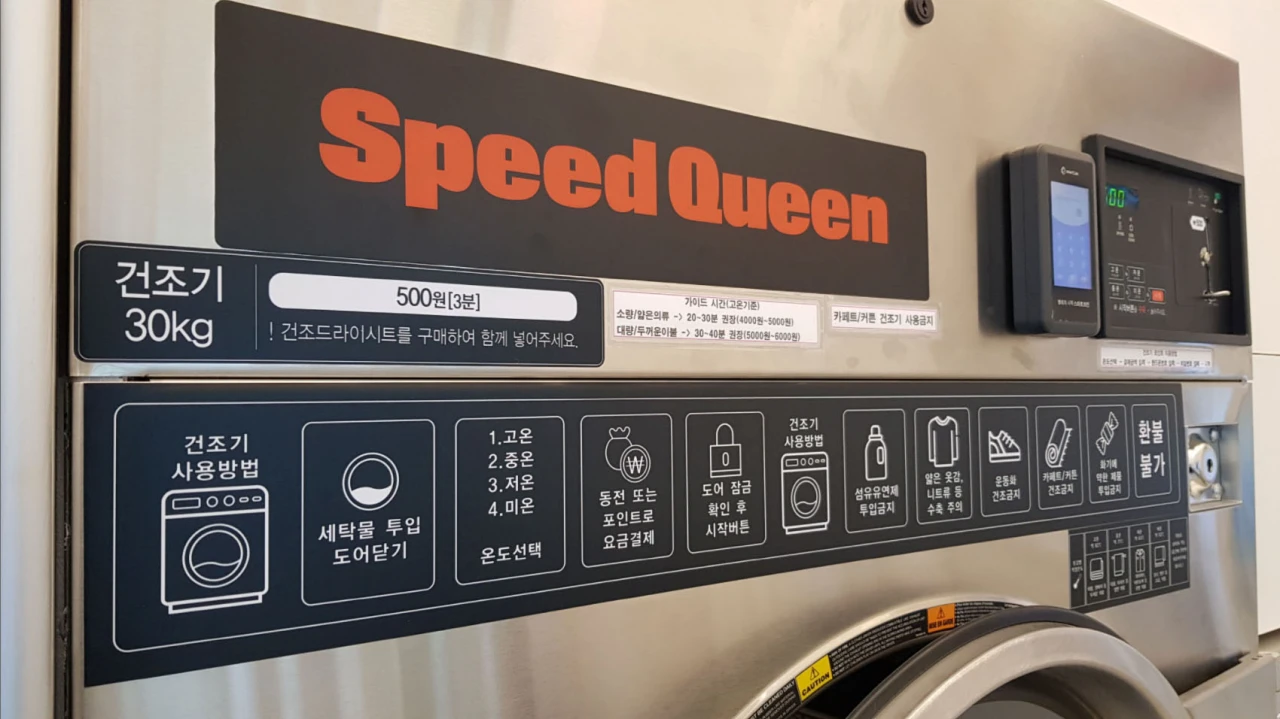 Speed Queen
건조기
30kg
500원[3분]
! 건조드라이시트를 구매하여 함께 넣어주세요.
가이드 시간(고온기준)
소량/얇은의류 -> 20-30분 권장(4000원~5000원)
대량/두꺼운이불 -> 30-40분 권장(5000원~6000원)
카페트/커튼 건조기 사용금지
건조기
사용방법
세탁물 투입
도어닫기
1.고온
2.중온
3.저온
4.미온
온도선택
동전 또는
포인트로
요금결제
도어 잠금
확인 후
시작버튼
건조기
사용방법
섬유유연제
투입금지
얇은 옷감,
니트류 등
수축 주의
운동화
건조금지
카페트/커튼
건조금지
화기에
약한 제품
투입금지
환불
불가
CAUTION